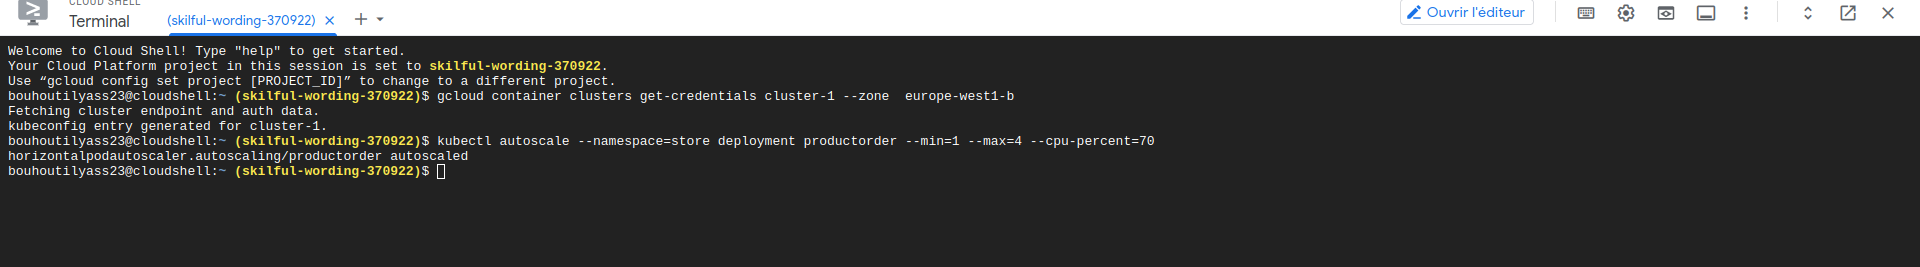 CLOUD SHELL
Terminal
(skilful-wording-370922)
Ouvrir l'éditeur
Welcome to Cloud Shell! Type "help" to get started.
Your Cloud Platform project in this session is set to skilful-wording-370922.
Use “gcloud config set project [PROJECT_ID]” to change to a different project.
bouhoutilyass23@cloudshell:~ (skilful-wording-370922)$ gcloud container clusters get-credentials cluster-1 --zone  europe-west1-b
Fetching cluster endpoint and auth data.
kubeconfig entry generated for cluster-1.
bouhoutilyass23@cloudshell:~ (skilful-wording-370922)$ kubectl autoscale --namespace=store deployment productorder --min=1 --max=4 --cpu-percent=70
horizontalpodautoscaler.autoscaling/productorder autoscaled
bouhoutilyass23@cloudshell:~ (skilful-wording-370922)$